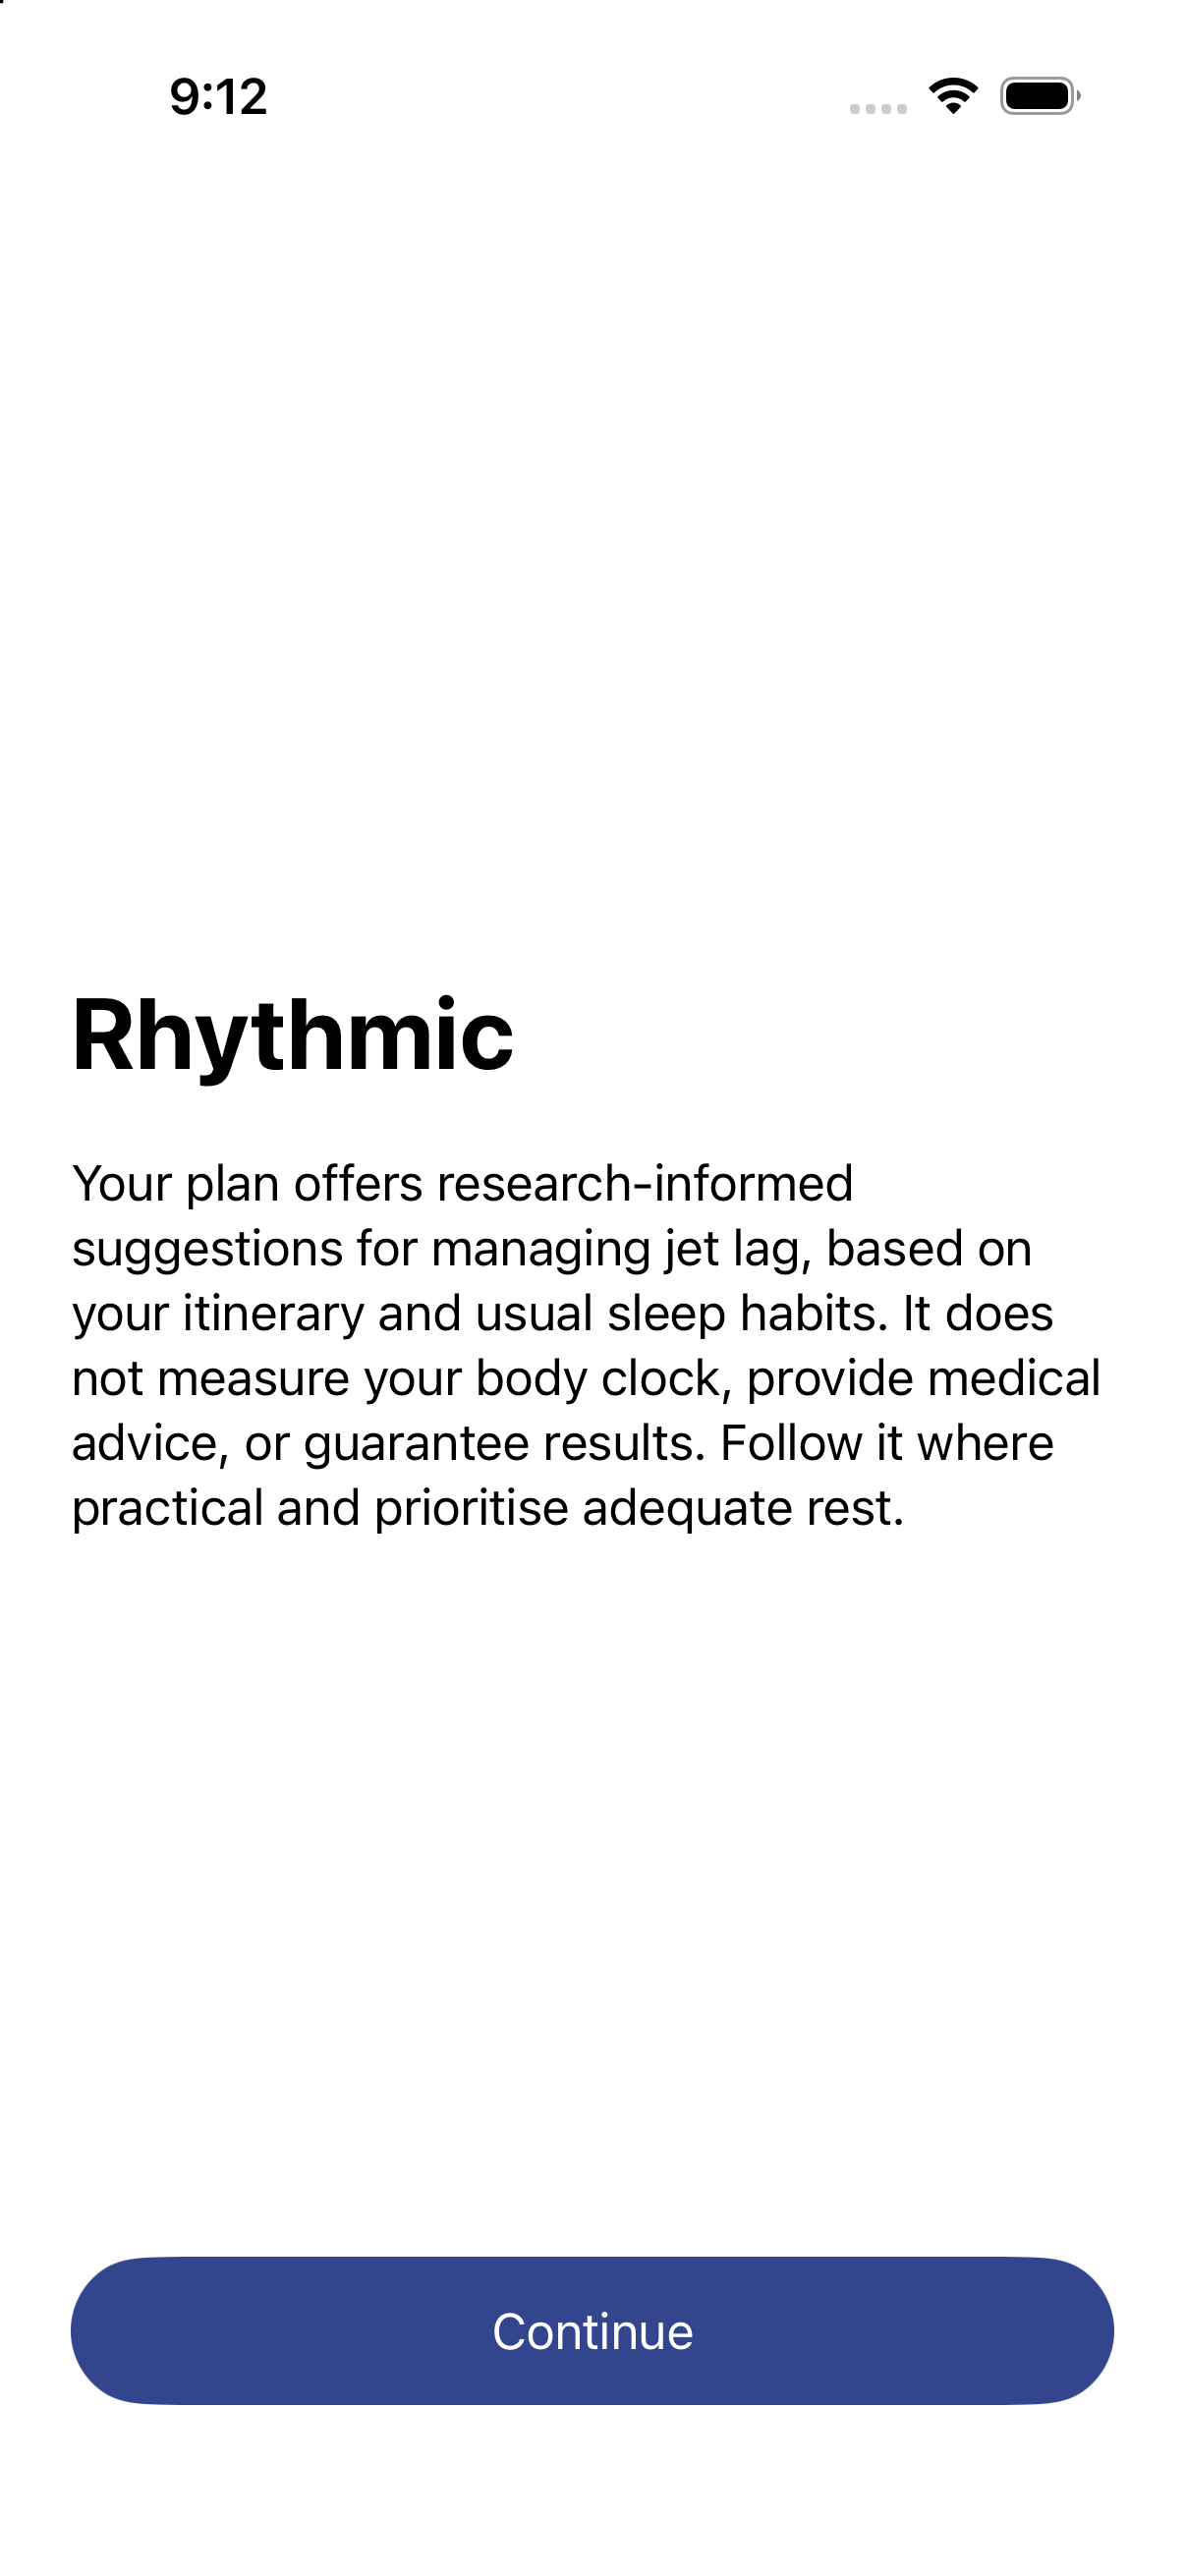 9:12
Rhythmic
Your plan offers research-informed
suggestions for managing jet lag, based on
your itinerary and usual sleep habits. It does
not measure your body clock, provide medical
advice, or guarantee results. Follow it where
practical and prioritise adequate rest.
Continue